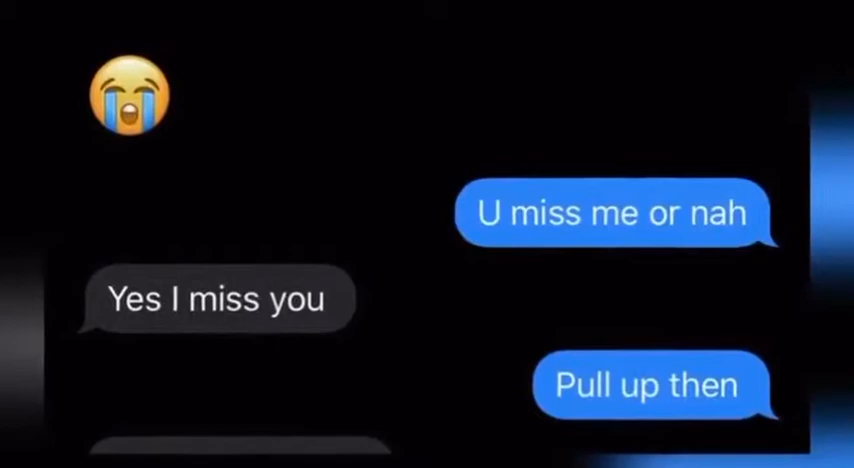 😭
U miss me or nah
Yes I miss you
Pull up then